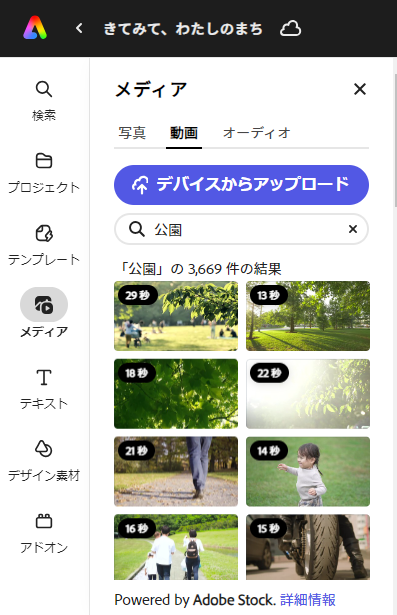 きてみて、わたしのまち
検索
プロジェクト
テンプレート
メディア
テキスト
デザイン素材
アドオン
メディア
写真 動画 オーディオ
デバイスからアップロード
公園
「公園」の 3,669 件の結果
29 秒 13 秒
18 秒 22 秒
21 秒 14 秒
16 秒 15 秒
Powered by Adobe Stock. 詳細情報